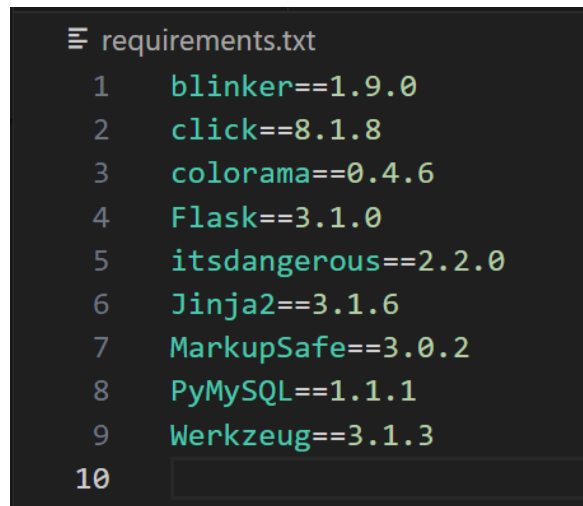 requirements.txt
1 blinker==1.9.0
2 click==8.1.8
3 colorama==0.4.6
4 Flask==3.1.0
5 itsdangerous==2.2.0
6 Jinja2==3.1.6
7 MarkupSafe==3.0.2
8 PyMySQL==1.1.1
9 Werkzeug==3.1.3
10